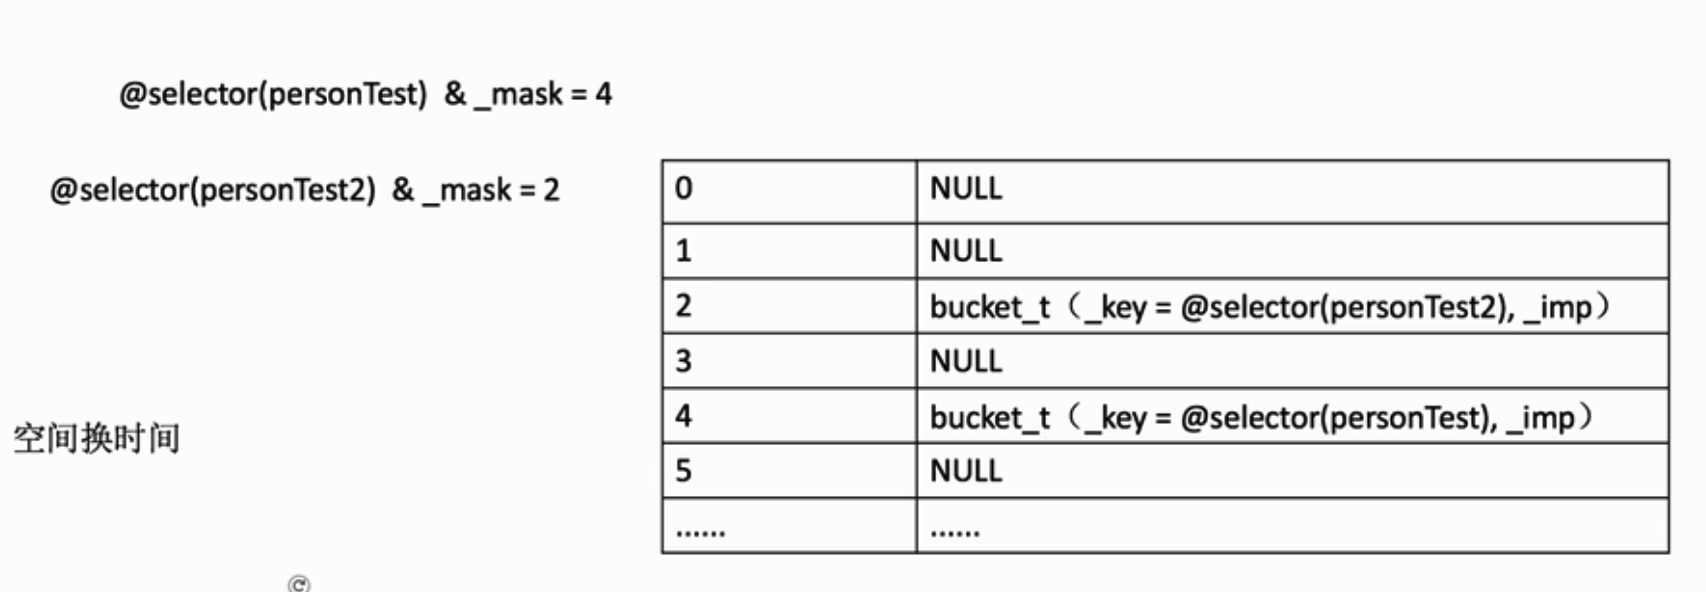 @selector(personTest) & _mask = 4
@selector(personTest2) & _mask = 2
0 NULL
1 NULL
2 bucket_t（_key = @selector(personTest2), _imp）
3 NULL
4 bucket_t（_key = @selector(personTest), _imp）
5 NULL
...... ......
空间换时间